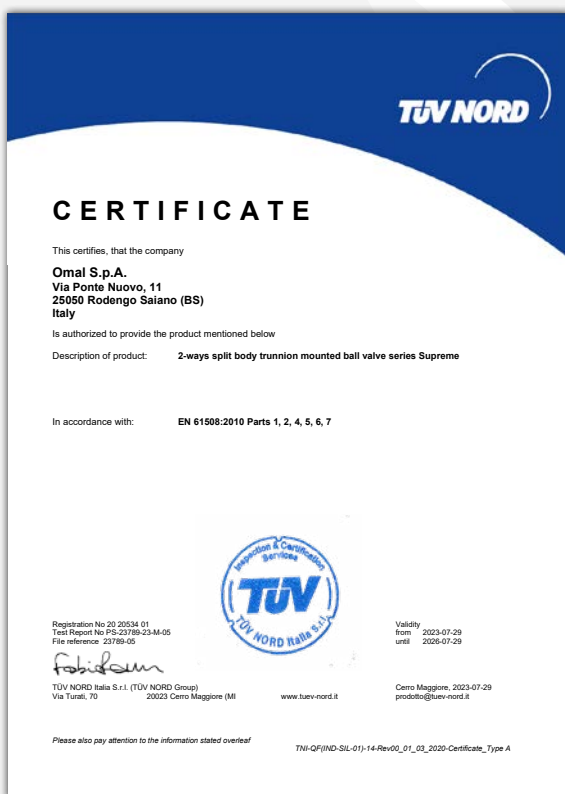 TÜV NORD
CERTIFICATE
This certifies, that the company
Omal S.p.A.
Via Ponte Nuovo, 11
25050 Rodengo Saiano (BS)
Italy
Is authorized to provide the product mentioned below
Description of product: 2-ways split body trunnion mounted ball valve series Supreme
In accordance with: EN 61508:2010 Parts 1, 2, 4, 5, 6, 7
Inspection & Certification
Services
TÜV
TÜV NORD Italia S.r.l.
Registration No 20 20534 01
Test Report No PS-23789-23-M-05
File reference 23789-05
Validity
from 2023-07-29
until 2026-07-29
TÜV NORD Italia S.r.l. (TÜV NORD Group)
Via Turati, 70 20023 Cerro Maggiore (MI
www.tuev-nord.it
Cerro Maggiore, 2023-07-29
prodotto@tuev-nord.it
Please also pay attention to the information stated overleaf
TNI-QF(IND-SIL-01)-14-Rev00_01_03_2020-Certificate_Type A